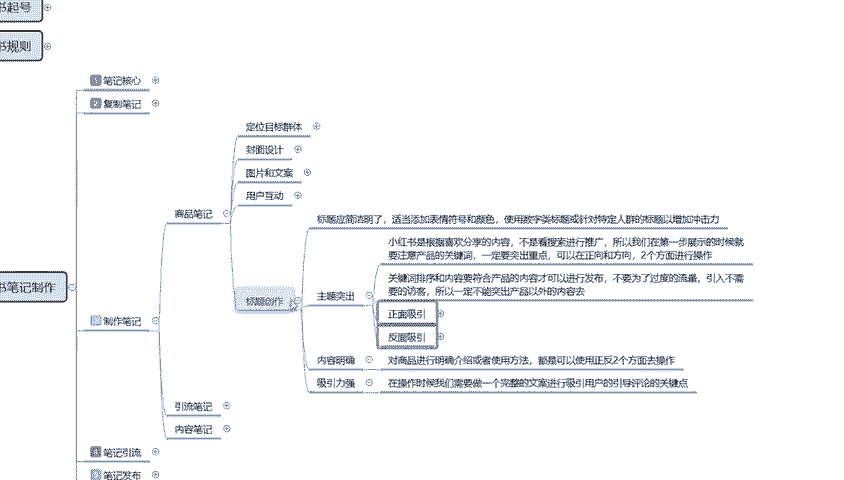 书起号
书规则
1 笔记核心
2 复制笔记
定位目标群体
封面设计
图片和文案
用户互动
商品笔记
标题应简洁明了，适当添加表情符号和颜色，使用数字类标题或针对特定人群的标题以增加冲击力
小红书是根据喜欢分享的内容，不是看搜索进行推广，所以我们在第一步展示的时候就
要注意产品的关键词，一定要突出重点，可以在正向和方向，2个方面进行操作
关键词排序和内容要符合产品的内容才可以进行发布，不要为了过度的流量，引入不需
要的访客，所以一定不能突出产品以外的内容去
书笔记制作
标题创作
主题突出
正面吸引
制作笔记
反面吸引
内容明确
对商品进行明确介绍或者使用方法，都是可以使用正反2个方面去操作
吸引力强
在操作时候我们需要做一个完整的文案进行吸引用户的引导评论的关键点
引流笔记
内容笔记
笔记引流
笔记发布